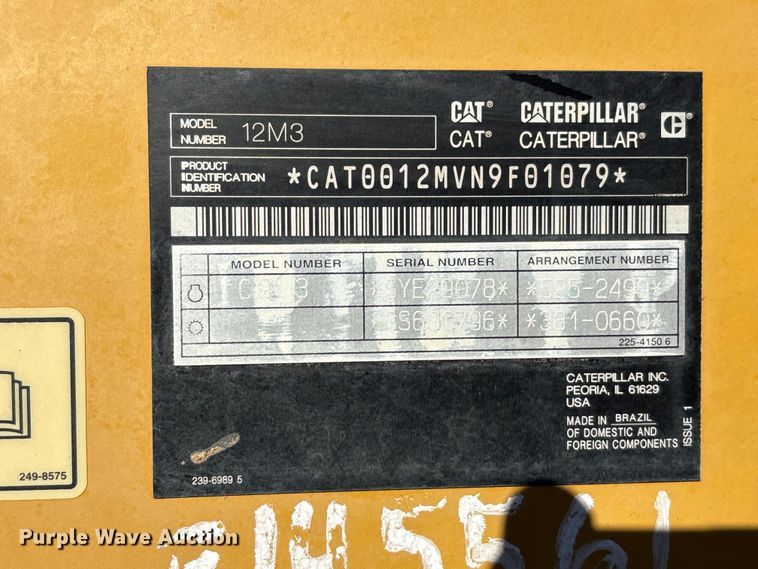 CAT® CATERPILLAR®
CAT® CATERPILLAR®
MODEL NUMBER 12M3
PRODUCT IDENTIFICATION NUMBER *CAT0012MVN9F01079*
MODEL NUMBER SERIAL NUMBER ARRANGEMENT NUMBER
*381-0660*
225-4150 6
CATERPILLAR INC.
PEORIA, IL 61629
USA
MADE IN BRAZIL
OF DOMESTIC AND
FOREIGN COMPONENTS
ISSUE 1
239-6989 5
249-8575
Purple Wave Auction